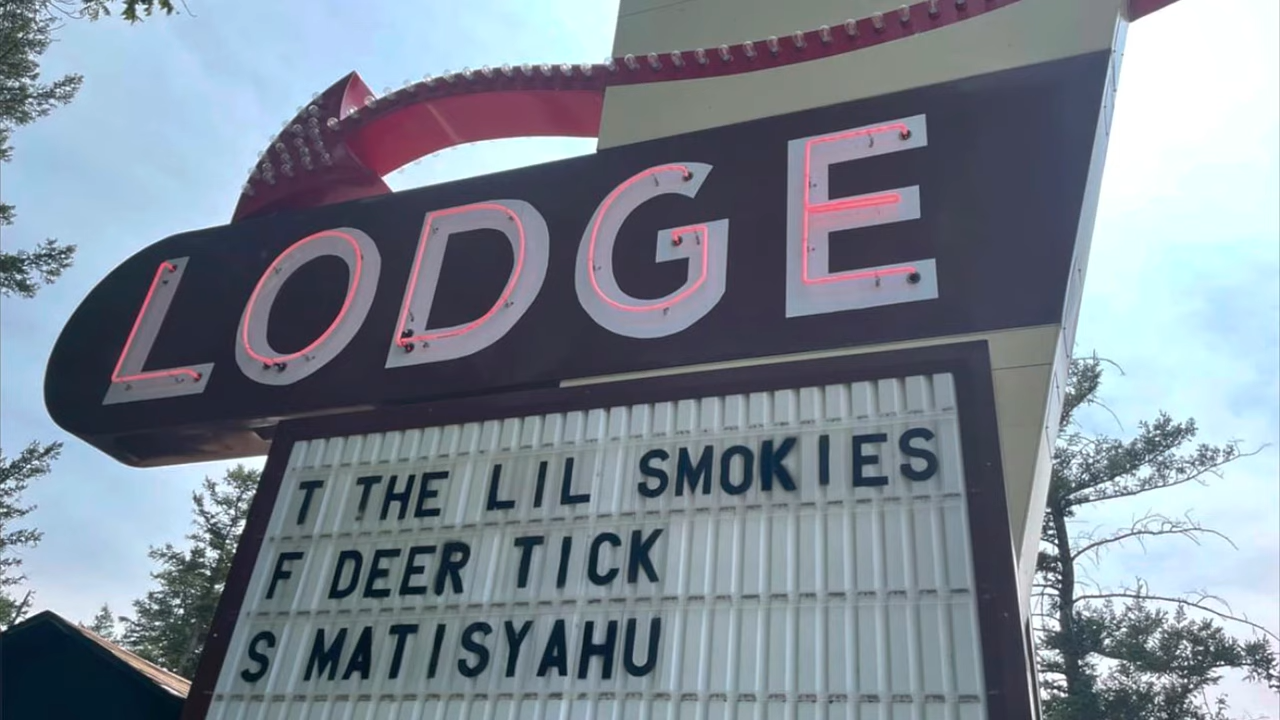 LODGE
T THE LIL SMOKIES
F DEER TICK
S MATISYAHU